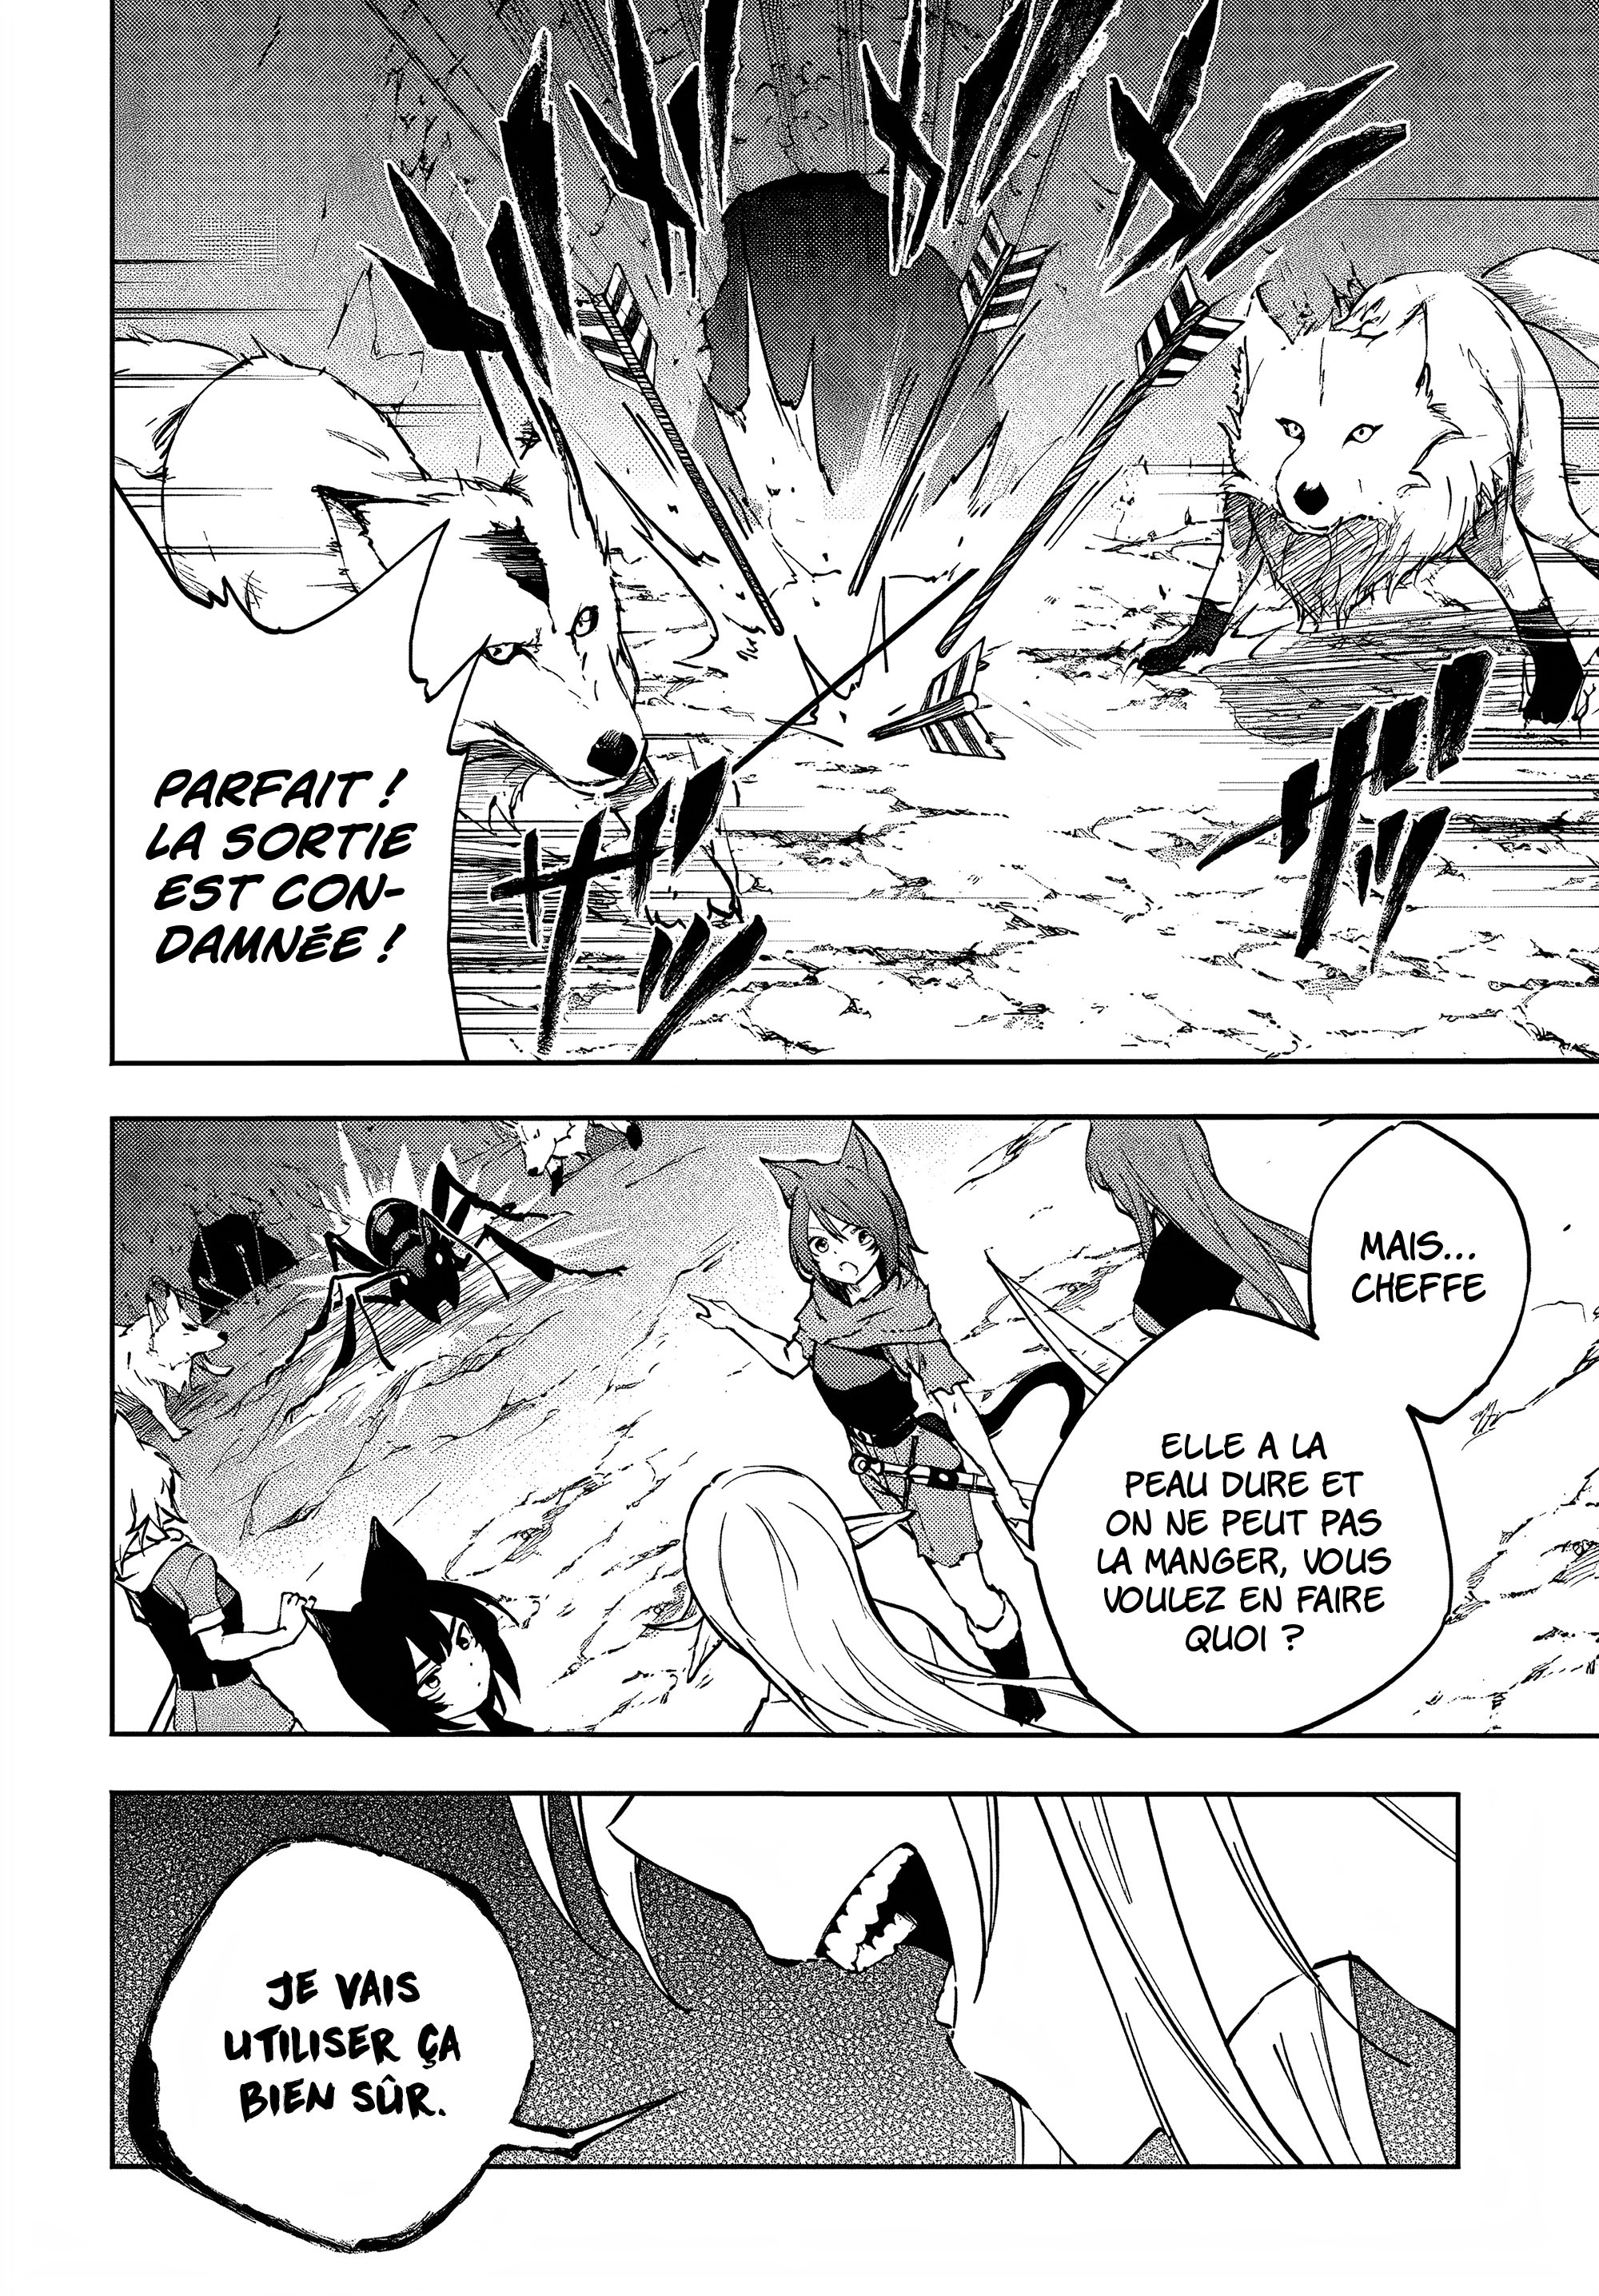 PARFAIT !
LA SORTIE
EST CON-
DAMNÉE !
MAIS...
CHEFFE
ELLE A LA
PEAU DURE ET
ON NE PEUT PAS
LA MANGER, VOUS
VOULEZ EN FAIRE
QUOI ?
JE VAIS
UTILISER ÇA
BIEN SÛR.